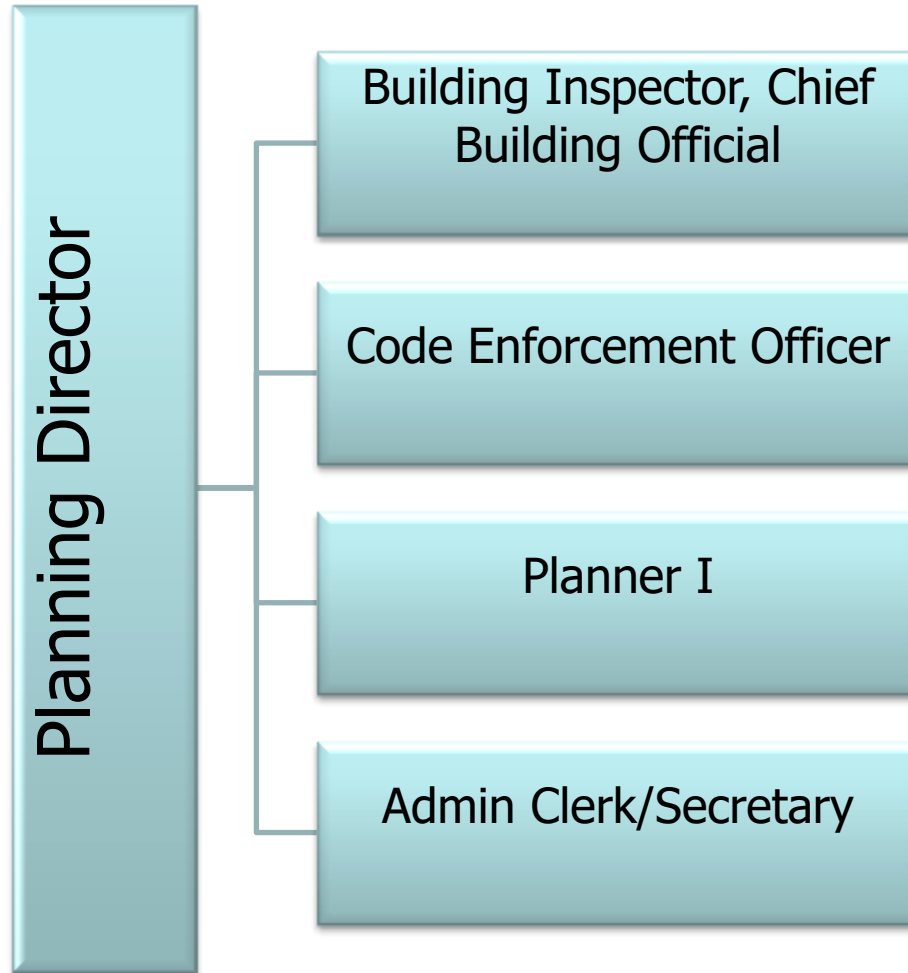 Planning Director
Building Inspector, Chief
Building Official
Code Enforcement Officer
Planner I
Admin Clerk/Secretary